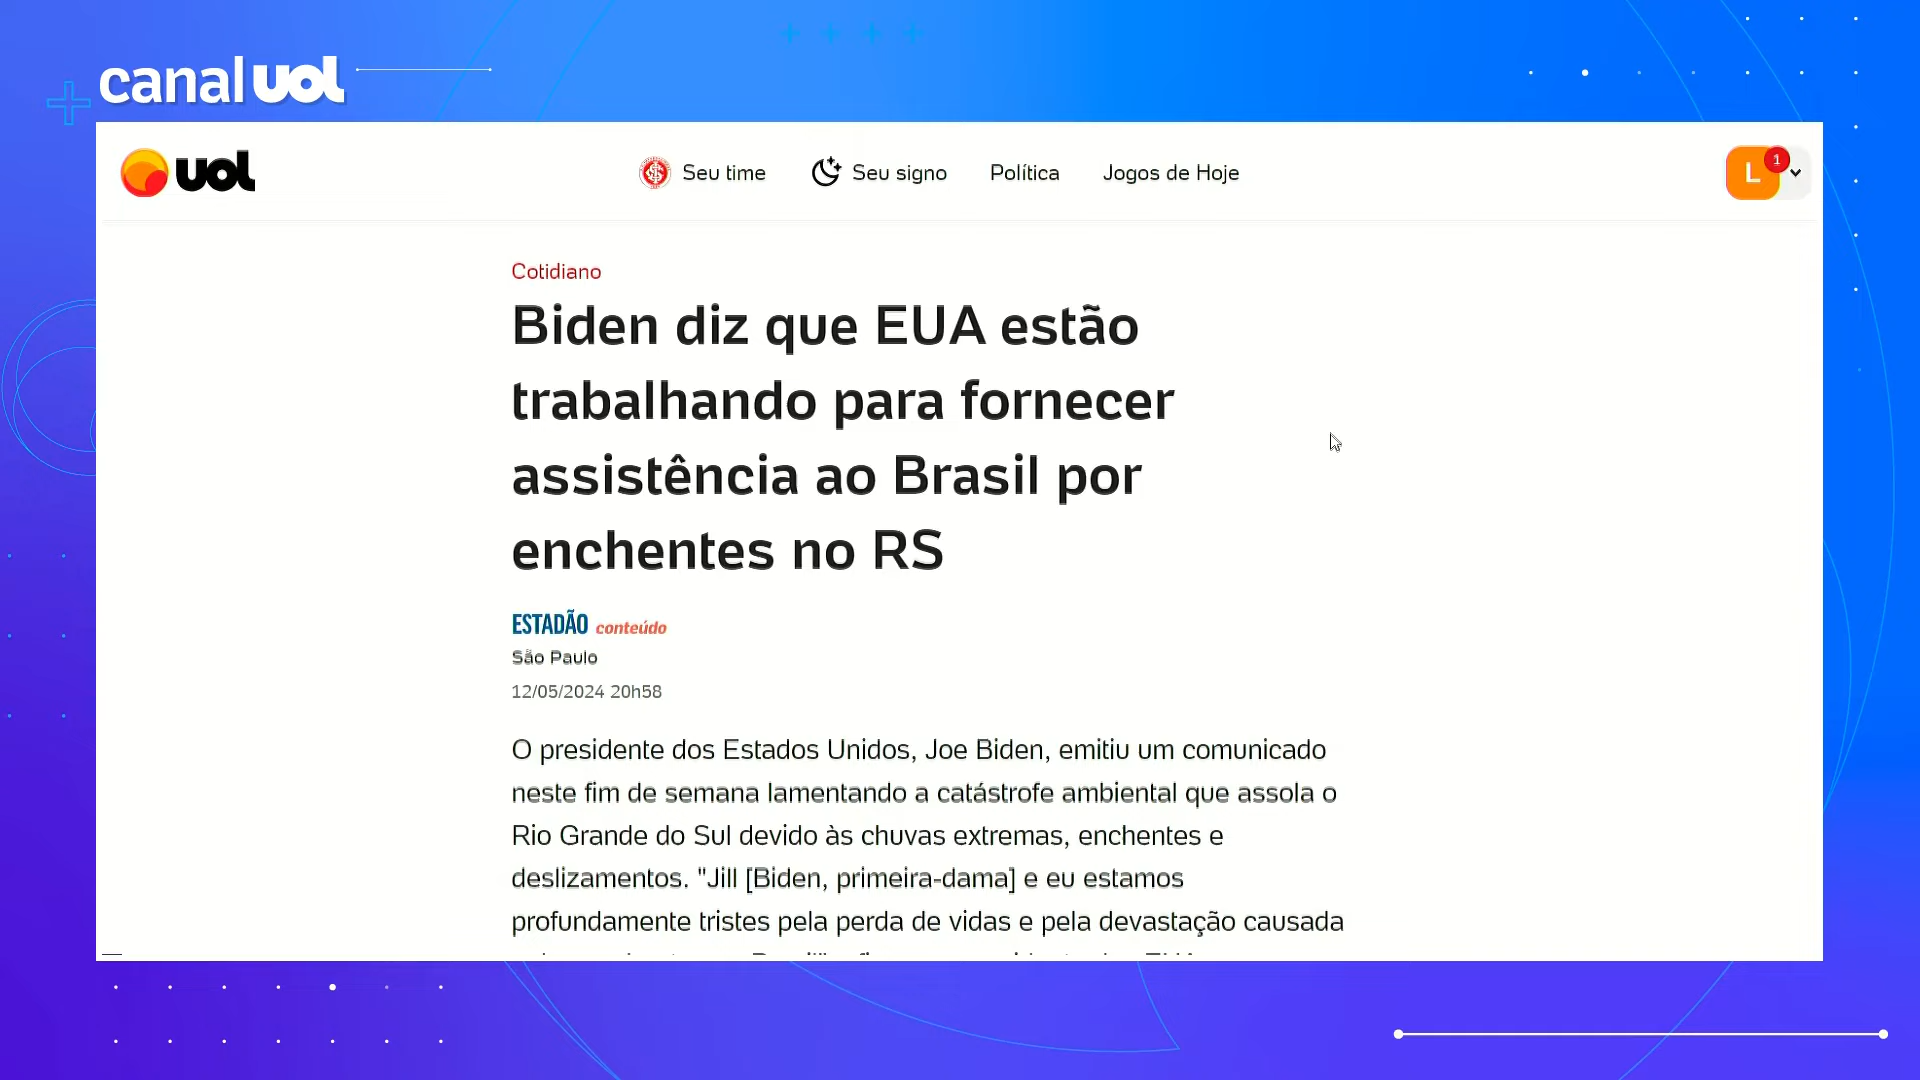 canal uol
uol
Seu time
Seu signo
Política
Jogos de Hoje
L
1
Cotidiano
Biden diz que EUA estão
trabalhando para fornecer
assistência ao Brasil por
enchentes no RS
ESTADÃO conteúdo
São Paulo
12/05/2024 20h58
O presidente dos Estados Unidos, Joe Biden, emitiu um comunicado
neste fim de semana lamentando a catástrofe ambiental que assola o
Rio Grande do Sul devido às chuvas extremas, enchentes e
deslizamentos. "Jill [Biden, primeira-dama] e eu estamos
profundamente tristes pela perda de vidas e pela devastação causada